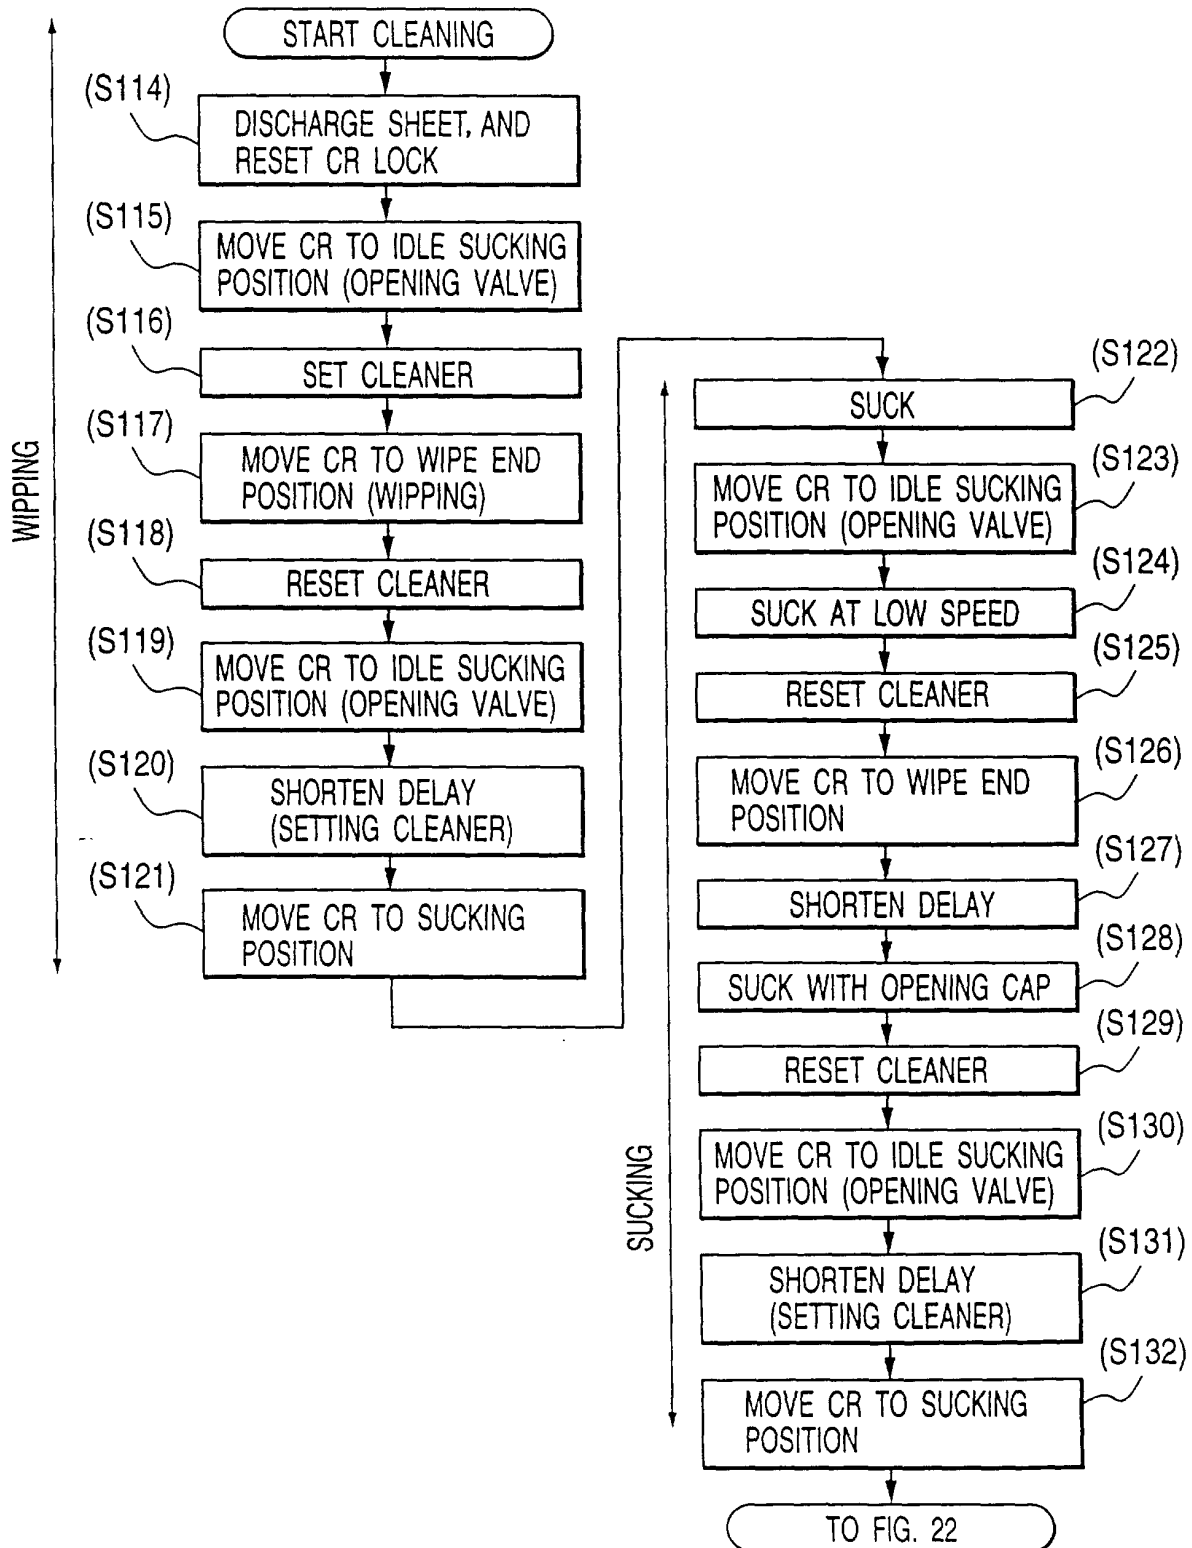 START CLEANING
(S114)
DISCHARGE SHEET, AND
RESET CR LOCK
(S115)
MOVE CR TO IDLE SUCKING
POSITION (OPENING VALVE)
(S116)
SET CLEANER
(S117)
MOVE CR TO WIPE END
POSITION (WIPPING)
(S118)
RESET CLEANER
(S119)
MOVE CR TO IDLE SUCKING
POSITION (OPENING VALVE)
(S120)
SHORTEN DELAY
(SETTING CLEANER)
(S121)
MOVE CR TO SUCKING
POSITION
WIPPING
(S122)
SUCK
(S123)
MOVE CR TO IDLE SUCKING
POSITION (OPENING VALVE)
(S124)
SUCK AT LOW SPEED
(S125)
RESET CLEANER
(S126)
MOVE CR TO WIPE END
POSITION
(S127)
SHORTEN DELAY
(S128)
SUCK WITH OPENING CAP
(S129)
RESET CLEANER
(S130)
MOVE CR TO IDLE SUCKING
POSITION (OPENING VALVE)
(S131)
SHORTEN DELAY
(SETTING CLEANER)
(S132)
MOVE CR TO SUCKING
POSITION
SUCKING
TO FIG. 22